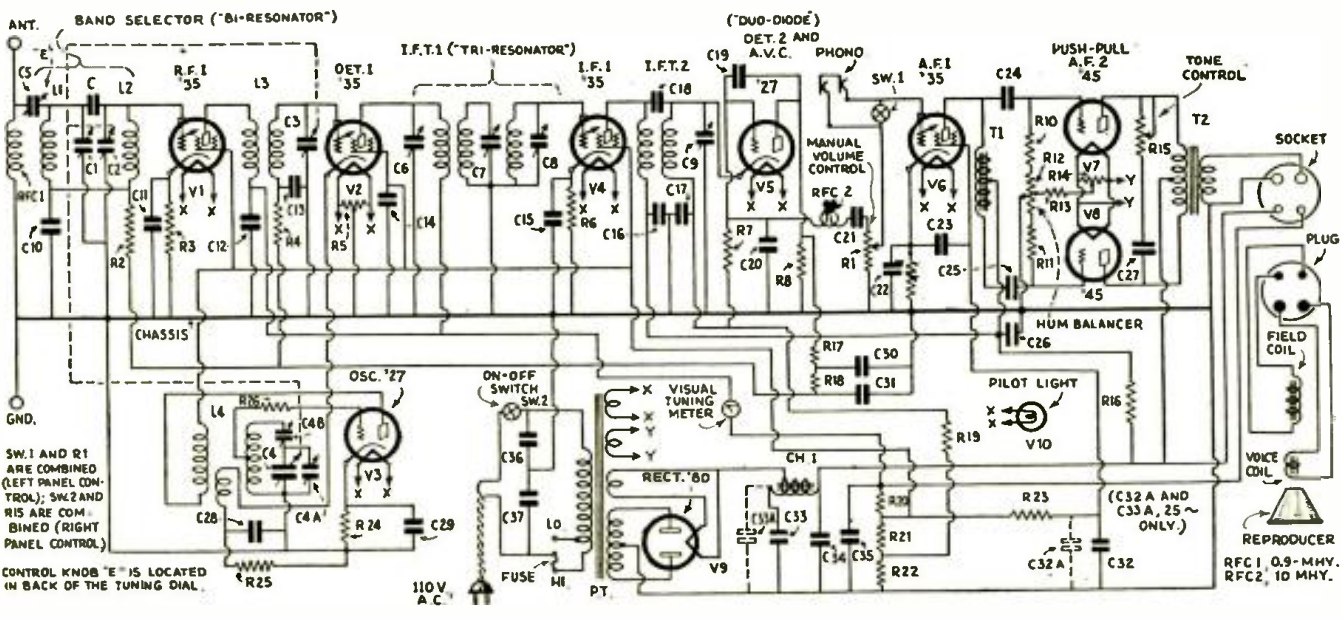 ANT.
BAND SELECTOR ("BI-RESONATOR")
E
C5
L1
C
L2
R.F.1
'35
L3
DET.1
'35
I.F.T.1 ("TRI-RESONATOR")
I.F.1
'35
I.F.T.2
C18
("DUO-DIODE")
DET. 2 AND
A.V.C.
'27
C19
PHONO
SW.1
A.F.1
'35
C24
PUSH-PULL
A.F. 2
'45
TONE
CONTROL
T2
SOCKET
RFC1
C1
C2
C11
V1
X
X
C3
V2
X
X
C6
C7
C8
V4
X
X
C9
V5
X
X
MANUAL
VOLUME
CONTROL
RFC 2
V6
X
X
T1
R10
R12
R14
R13
V7
Y
Y
V8
R15
C10
R2
R3
C12
C13
R4
R5
C14
C15
R6
C16
C17
R7
C20
R8
C21
R1
C22
C23
C25
R11
'45
C27
PLUG
CHASSIS
HUM BALANCER
C26
FIELD
COIL
GND.
OSC. '27
ON-OFF
SWITCH
SW.2
X
X
Y
Y
VISUAL
TUNING
METER
R17
R18
C30
C31
PILOT LIGHT
X
X
V10
R16
R19
L4
R26
C4B
C4
V3
X
X
C4A
C28
R24
C29
R25
C36
C37
LO
HI
FUSE
110 V
A.C.
PT
RECT. '80
V9
CH 1
C33A
C33
C34
C35
R20
R21
R22
R23
C32A
C32
(C32A AND
C33A, 25~
ONLY.)
VOICE
COIL
REPRODUCER
RFC1, 0.9-MHY.
RFC2, 10 MHY.
SW.1 AND R1
ARE COMBINED
(LEFT PANEL CON-
TROL); SW.2 AND
R15 ARE COM-
BINED (RIGHT
PANEL CONTROL)
CONTROL KNOB "E" IS LOCATED
IN BACK OF THE TUNING DIAL.